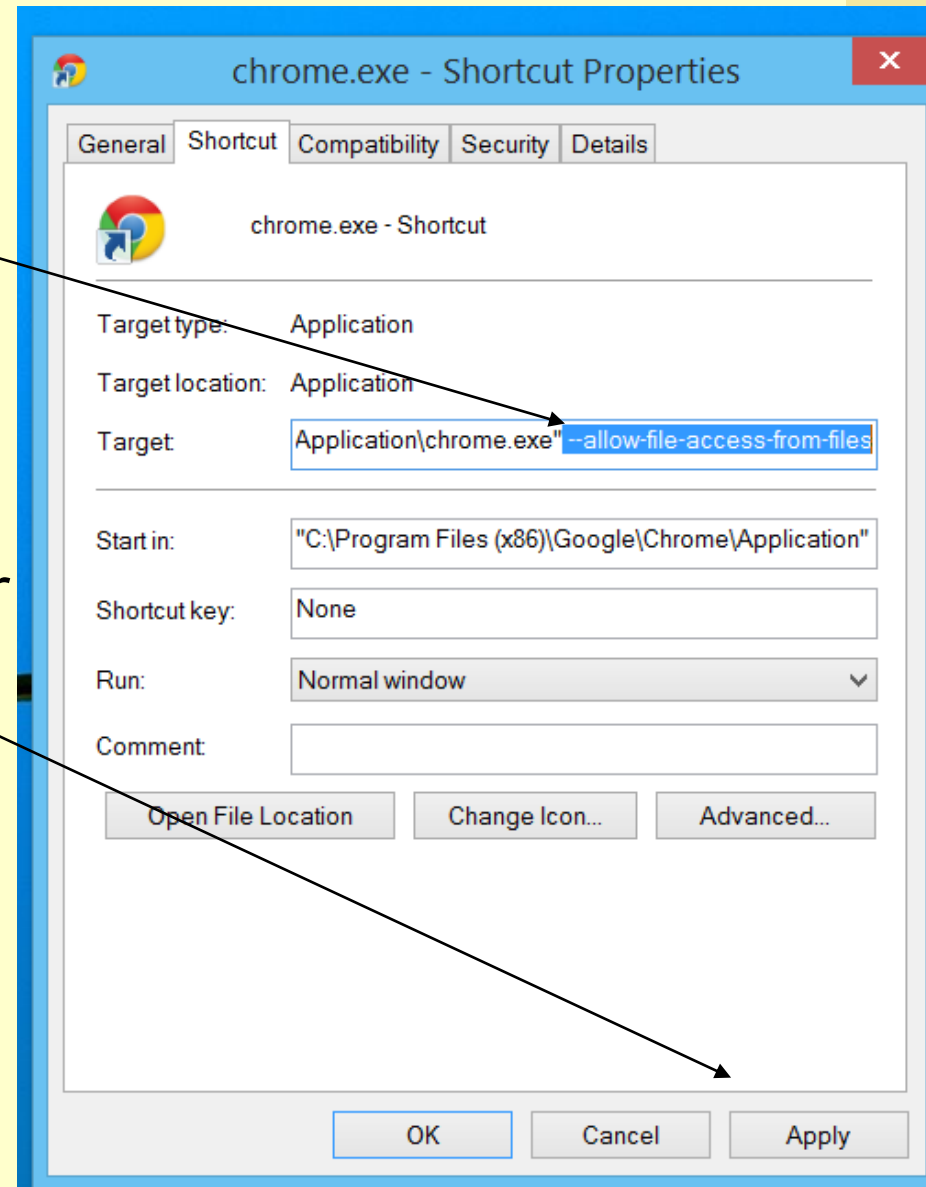 chrome.exe - Shortcut Properties
General Shortcut Compatibility Security Details
chrome.exe - Shortcut
Target type: Application
Target location: Application
Target: Application\chrome.exe" --allow-file-access-from-files
Start in: "C:\Program Files (x86)\Google\Chrome\Application"
Shortcut key: None
Run: Normal window
Comment:
Open File Location Change Icon... Advanced...
OK Cancel Apply